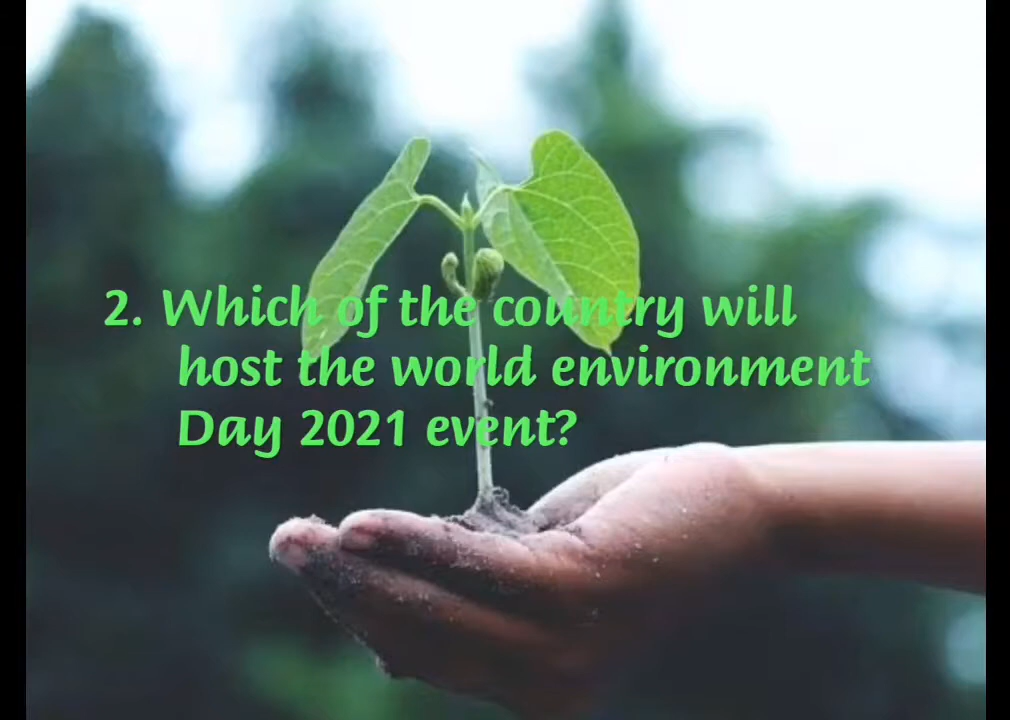 2. Which of the country will
host the world environment
Day 2021 event?